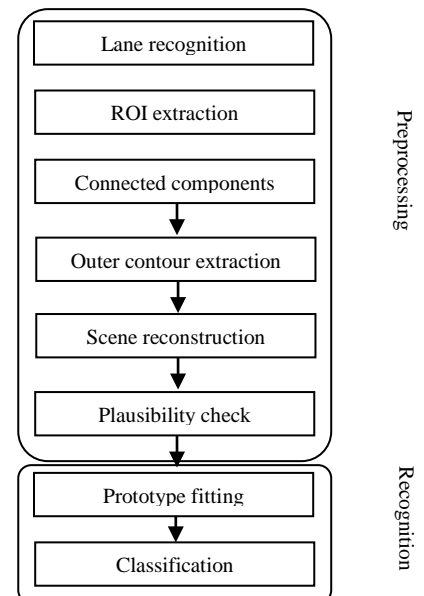 Lane recognition
ROI extraction
Connected components
Outer contour extraction
Scene reconstruction
Plausibility check
Preprocessing
Prototype fitting
Classification
Recognition